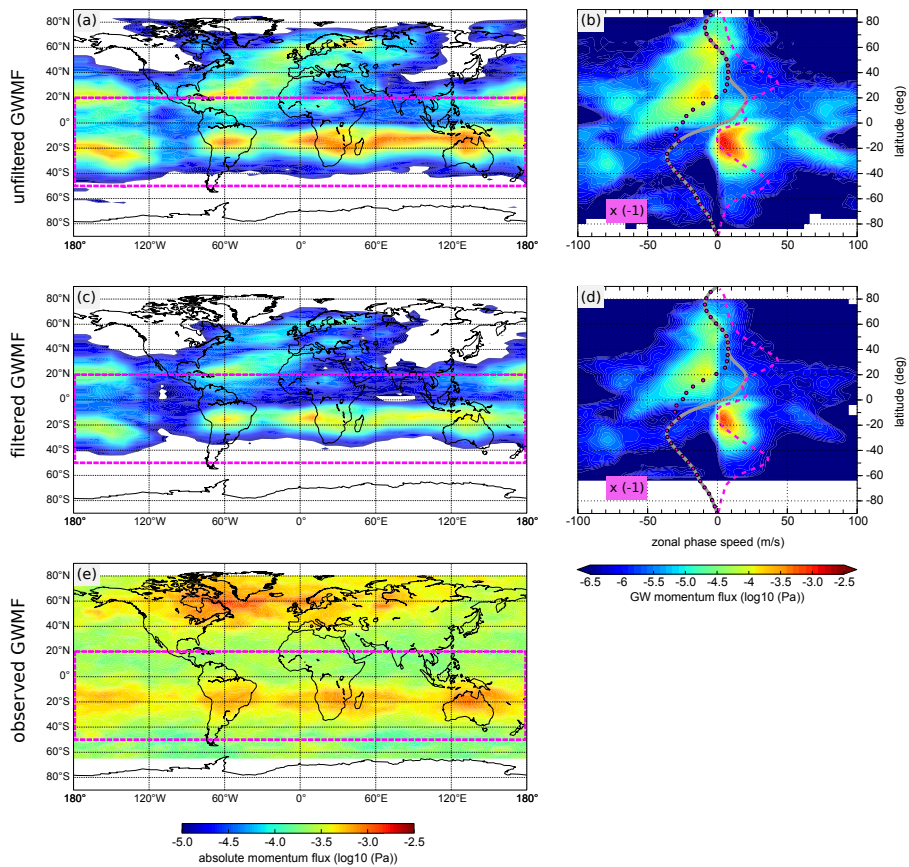 unfiltered GWMF
(a)
80°N
60°N
40°N
20°N
0°
20°S
40°S
60°S
80°S
180° 120°W 60°W 0° 60°E 120°E 180°
(b)
x (-1)
80
60
40
20
0
-20
-40
-60
-80
latitude (deg)
-100 -50 0 50 100
filtered GWMF
(c)
80°N
60°N
40°N
20°N
0°
20°S
40°S
60°S
80°S
180° 120°W 60°W 0° 60°E 120°E 180°
(d)
x (-1)
80
60
40
20
0
-20
-40
-60
-80
latitude (deg)
-100 -50 0 50 100
zonal phase speed (m/s)
-6.5 -6 -5.5 -5.0 -4.5 -4 -3.5 -3.0 -2.5
GW momentum flux (log10 (Pa))
observed GWMF
(e)
80°N
60°N
40°N
20°N
0°
20°S
40°S
60°S
80°S
180° 120°W 60°W 0° 60°E 120°E 180°
-5.0 -4.5 -4.0 -3.5 -3.0 -2.5
absolute momentum flux (log10 (Pa))